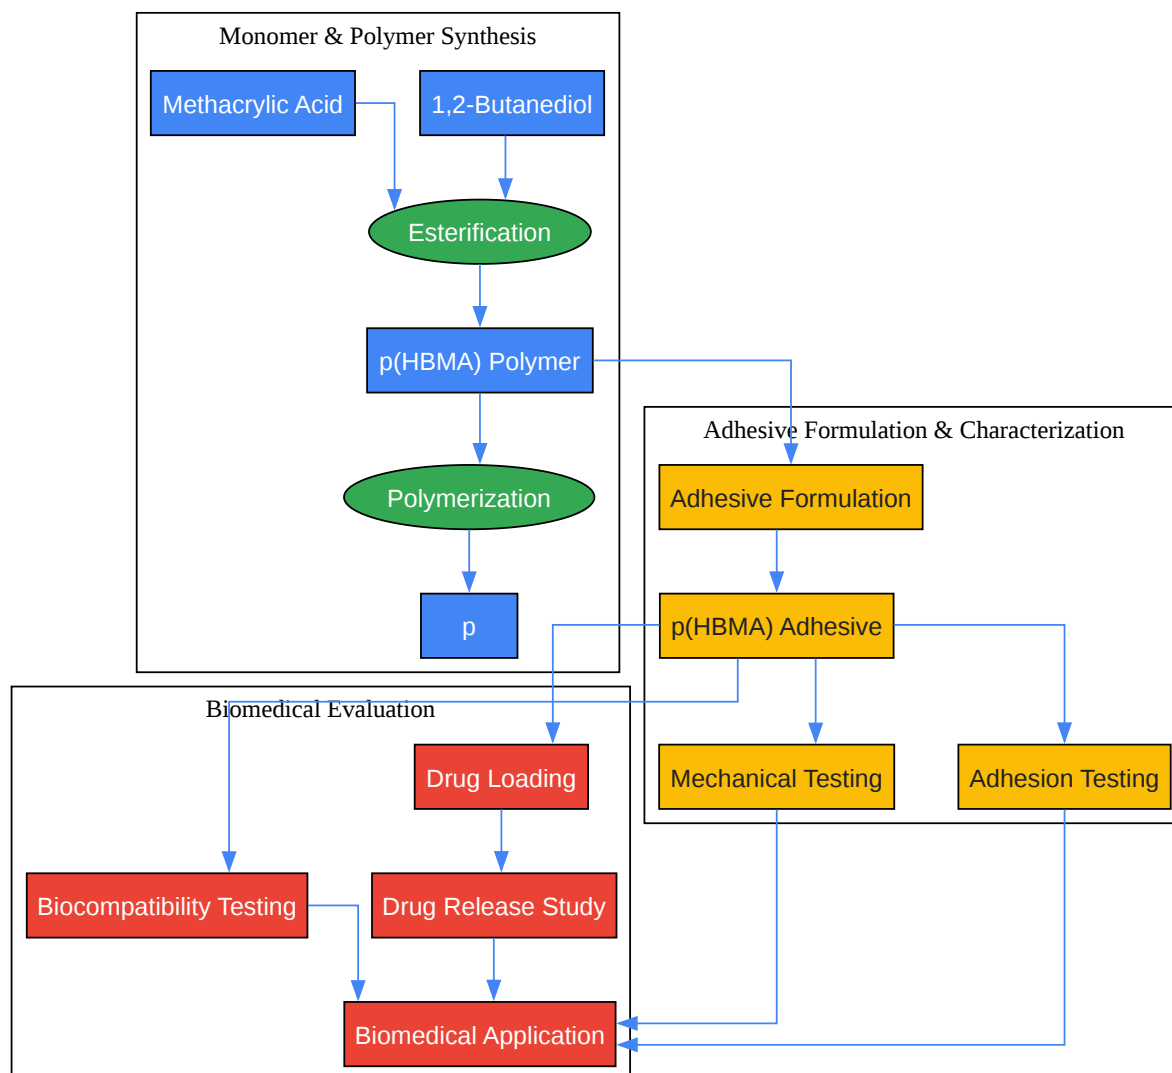 Monomer & Polymer Synthesis
Methacrylic Acid
1,2-Butanediol
Esterification
p(HBMA) Polymer
Polymerization
p
Adhesive Formulation & Characterization
Adhesive Formulation
p(HBMA) Adhesive
Mechanical Testing
Adhesion Testing
Biomedical Evaluation
Drug Loading
Biocompatibility Testing
Drug Release Study
Biomedical Application